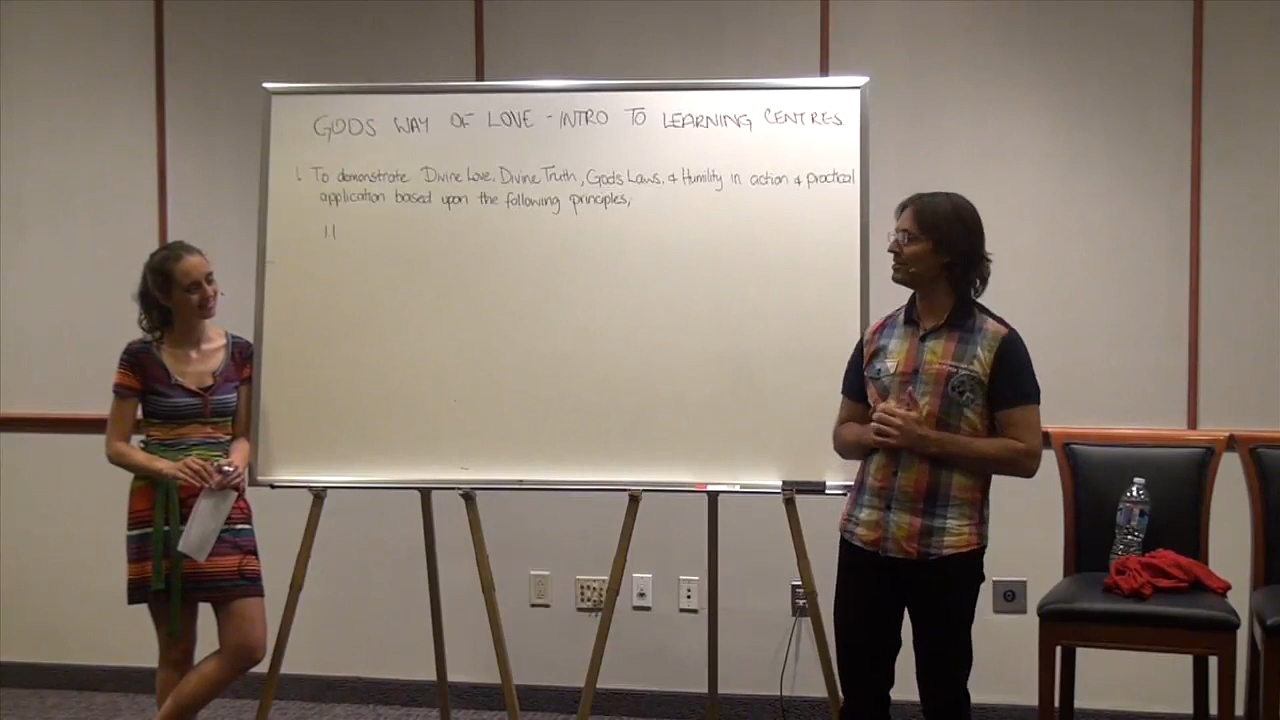 GODS WAY OF LOVE - INTRO TO LEARNING CENTRES
1. To demonstrate Divine Love, Divine Truth, Gods Laws, & Humility in action & practical
application based upon the following principles,
1.1